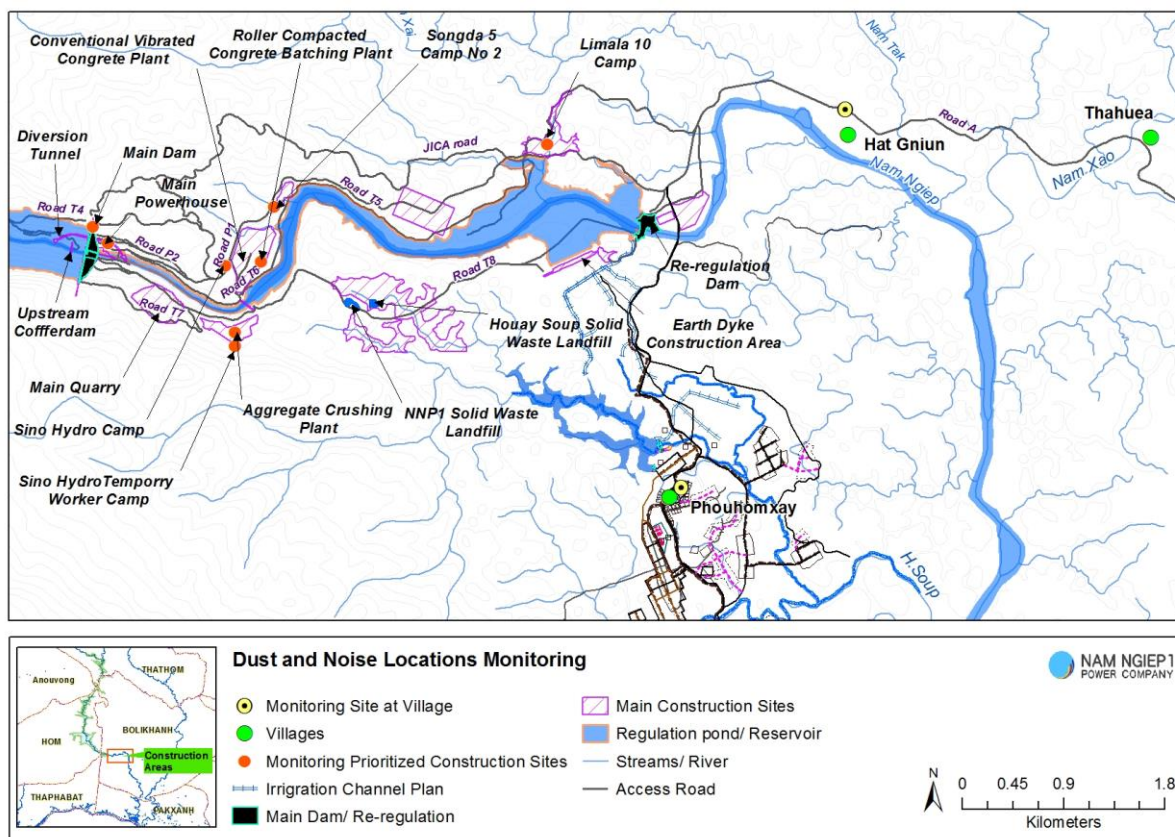 Conventional Vibrated
Concrete Plant
Roller Compacted
Congrete Batching Plant
Songda 5
Camp No 2
Limala 10
Camp
Nam Tak
Diversion
Tunnel
Main Dam
Main
Powerhouse
JICA road
Road A
Thahuea
Hat Gniun
Nam Xao
Nam Ngiep
Road T4
Road P2
Road P1
Road T5
Road T6
Road T7
Road T8
Re-regulation
Dam
Upstream
Coffferdam
Houay Soup Solid
Waste Landfill
Earth Dyke
Construction Area
Main Quarry
Sino Hydro Camp
Aggregate Crushing
Plant
NNP1 Solid Waste
Landfill
Sino HydroTemporry
Worker Camp
Phouhomxay
H.Soup
Anouvong
THATHOM
BOLIKHANH
HOM
Construction
Areas
THAPHABAT
PAKXANH
Dust and Noise Locations Monitoring
Monitoring Site at Village
Villages
Monitoring Prioritized Construction Sites
Irrigration Channel Plan
Main Dam/ Re-regulation
Main Construction Sites
Regulation pond/ Reservoir
Streams/ River
Access Road
NAM NGIEP1
POWER COMPANY
N
0 0.45 0.9 1.8
Kilometers